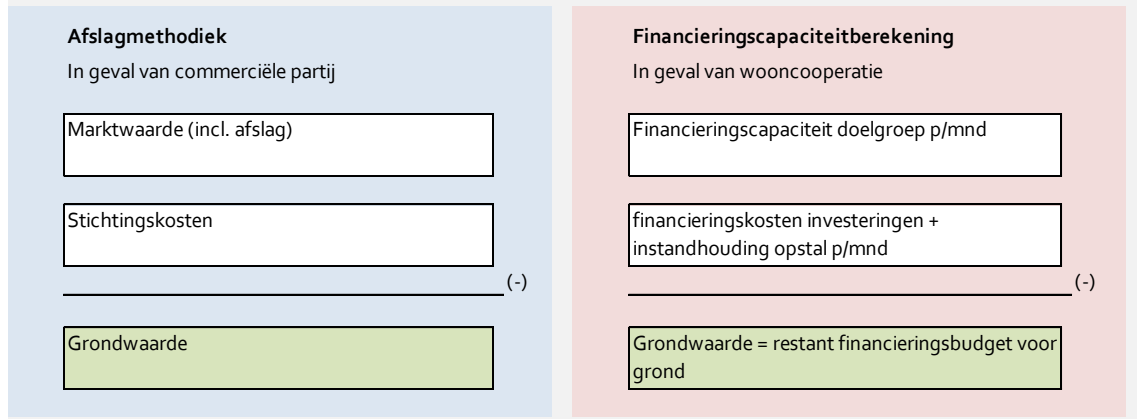 Afslagmethodiek
In geval van commerciële partij
Marktwaarde (incl. afslag)
Stichtingskosten
(-)
Grondwaarde
Financieringscapaciteitberekening
In geval van wooncooperatie
Financieringscapaciteit doelgroep p/mnd
financieringskosten investeringen +
instandhouding opstal p/mnd
(-)
Grondwaarde = restant financieringsbudget voor
grond